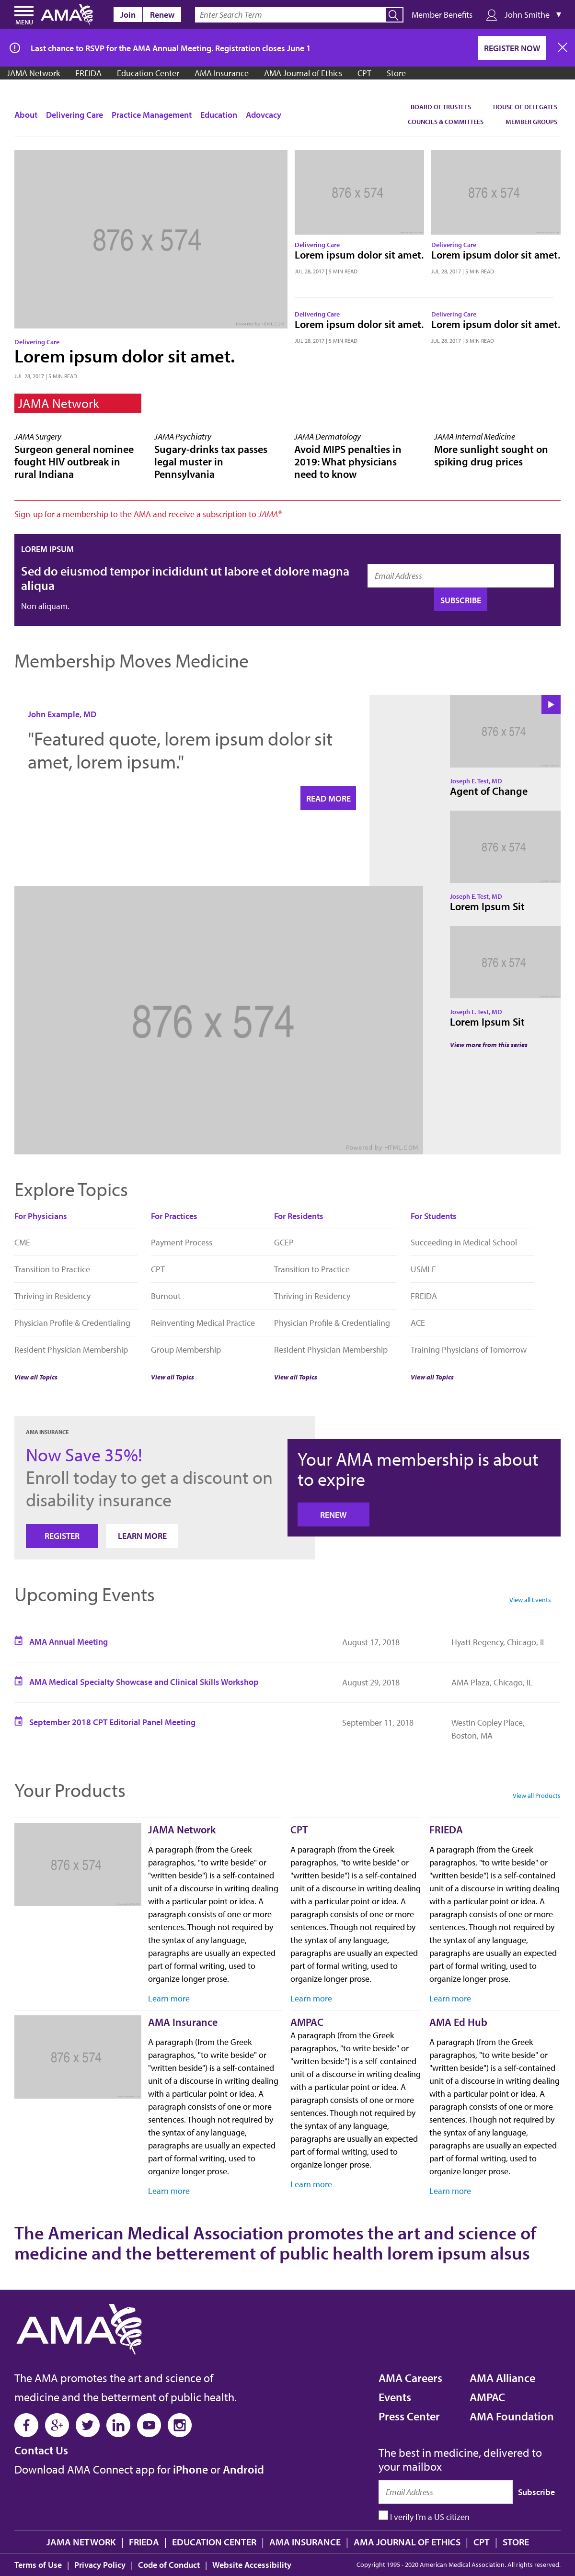 MENU
AMA
Join
Renew
Enter Search Term
Member Benefits
John Smithe
Last chance to RSVP for the AMA Annual Meeting. Registration closes June 1
REGISTER NOW
JAMA Network
FREIDA
Education Center
AMA Insurance
AMA Journal of Ethics
CPT
Store
About
Delivering Care
Practice Management
Education
Adovcacy
BOARD OF TRUSTEES
HOUSE OF DELEGATES
COUNCILS & COMMITTEES
MEMBER GROUPS
876 x 574
Powered by HTML.COM
Delivering Care
Lorem ipsum dolor sit amet.
JUL 28, 2017 | 5 MIN READ
876 x 574
Delivering Care
Lorem ipsum dolor sit amet.
JUL 28, 2017 | 5 MIN READ
876 x 574
Delivering Care
Lorem ipsum dolor sit amet.
JUL 28, 2017 | 5 MIN READ
Delivering Care
Lorem ipsum dolor sit amet.
JUL 28, 2017 | 5 MIN READ
Delivering Care
Lorem ipsum dolor sit amet.
JUL 28, 2017 | 5 MIN READ
JAMA Network
JAMA Surgery
Surgeon general nominee
fought HIV outbreak in
rural Indiana
JAMA Psychiatry
Sugary-drinks tax passes
legal muster in
Pennsylvania
JAMA Dermatology
Avoid MIPS penalties in
2019: What physicians
need to know
JAMA Internal Medicine
More sunlight sought on
spiking drug prices
Sign-up for a membership to the AMA and receive a subscription to JAMA®
LOREM IPSUM
Sed do eiusmod tempor incididunt ut labore et dolore magna
aliqua
Non aliquam.
Email Address
SUBSCRIBE
Membership Moves Medicine
John Example, MD
"Featured quote, lorem ipsum dolor sit
amet, lorem ipsum."
READ MORE
876 x 574
Powered by HTML.COM
876 x 574
Joseph E. Test, MD
Agent of Change
876 x 574
Joseph E. Test, MD
Lorem Ipsum Sit
876 x 574
Joseph E. Test, MD
Lorem Ipsum Sit
View more from this series
Explore Topics
For Physicians
CME
Transition to Practice
Thriving in Residency
Physician Profile & Credentialing
Resident Physician Membership
View all Topics
For Practices
Payment Process
CPT
Burnout
Reinventing Medical Practice
Group Membership
View all Topics
For Residents
GCEP
Transition to Practice
Thriving in Residency
Physician Profile & Credentialing
Resident Physician Membership
View all Topics
For Students
Succeeding in Medical School
USMLE
FREIDA
ACE
Training Physicians of Tomorrow
View all Topics
AMA INSURANCE
Now Save 35%!
Enroll today to get a discount on
disability insurance
REGISTER
LEARN MORE
Your AMA membership is about
to expire
RENEW
Upcoming Events
View all Events
AMA Annual Meeting
August 17, 2018
Hyatt Regency, Chicago, IL
AMA Medical Specialty Showcase and Clinical Skills Workshop
August 29, 2018
AMA Plaza, Chicago, IL
September 2018 CPT Editorial Panel Meeting
September 11, 2018
Westin Copley Place,
Boston, MA
Your Products
View all Products
876 x 574
JAMA Network
A paragraph (from the Greek
paragraphos, "to write beside" or
"written beside") is a self-contained
unit of a discourse in writing dealing
with a particular point or idea. A
paragraph consists of one or more
sentences. Though not required by
the syntax of any language,
paragraphs are usually an expected
part of formal writing, used to
organize longer prose.
Learn more
CPT
A paragraph (from the Greek
paragraphos, "to write beside" or
"written beside") is a self-contained
unit of a discourse in writing dealing
with a particular point or idea. A
paragraph consists of one or more
sentences. Though not required by
the syntax of any language,
paragraphs are usually an expected
part of formal writing, used to
organize longer prose.
Learn more
FRIEDA
A paragraph (from the Greek
paragraphos, "to write beside" or
"written beside") is a self-contained
unit of a discourse in writing dealing
with a particular point or idea. A
paragraph consists of one or more
sentences. Though not required by
the syntax of any language,
paragraphs are usually an expected
part of formal writing, used to
organize longer prose.
Learn more
876 x 574
AMA Insurance
A paragraph (from the Greek
paragraphos, "to write beside" or
"written beside") is a self-contained
unit of a discourse in writing dealing
with a particular point or idea. A
paragraph consists of one or more
sentences. Though not required by
the syntax of any language,
paragraphs are usually an expected
part of formal writing, used to
organize longer prose.
Learn more
AMPAC
A paragraph (from the Greek
paragraphos, "to write beside" or
"written beside") is a self-contained
unit of a discourse in writing dealing
with a particular point or idea. A
paragraph consists of one or more
sentences. Though not required by
the syntax of any language,
paragraphs are usually an expected
part of formal writing, used to
organize longer prose.
Learn more
AMA Ed Hub
A paragraph (from the Greek
paragraphos, "to write beside" or
"written beside") is a self-contained
unit of a discourse in writing dealing
with a particular point or idea. A
paragraph consists of one or more
sentences. Though not required by
the syntax of any language,
paragraphs are usually an expected
part of formal writing, used to
organize longer prose.
Learn more
The American Medical Association promotes the art and science of
medicine and the betterement of public health lorem ipsum alsus
AMA
The AMA promotes the art and science of
medicine and the betterment of public health.
Contact Us
Download AMA Connect app for iPhone or Android
AMA Careers
Events
Press Center
AMA Alliance
AMPAC
AMA Foundation
The best in medicine, delivered to
your mailbox
Email Address
Subscribe
I verify I'm a US citizen
JAMA NETWORK | FRIEDA | EDUCATION CENTER | AMA INSURANCE | AMA JOURNAL OF ETHICS | CPT | STORE
Terms of Use | Privacy Policy | Code of Conduct | Website Accessibility
Copyright 1995 - 2020 American Medical Association. All rights reserved.